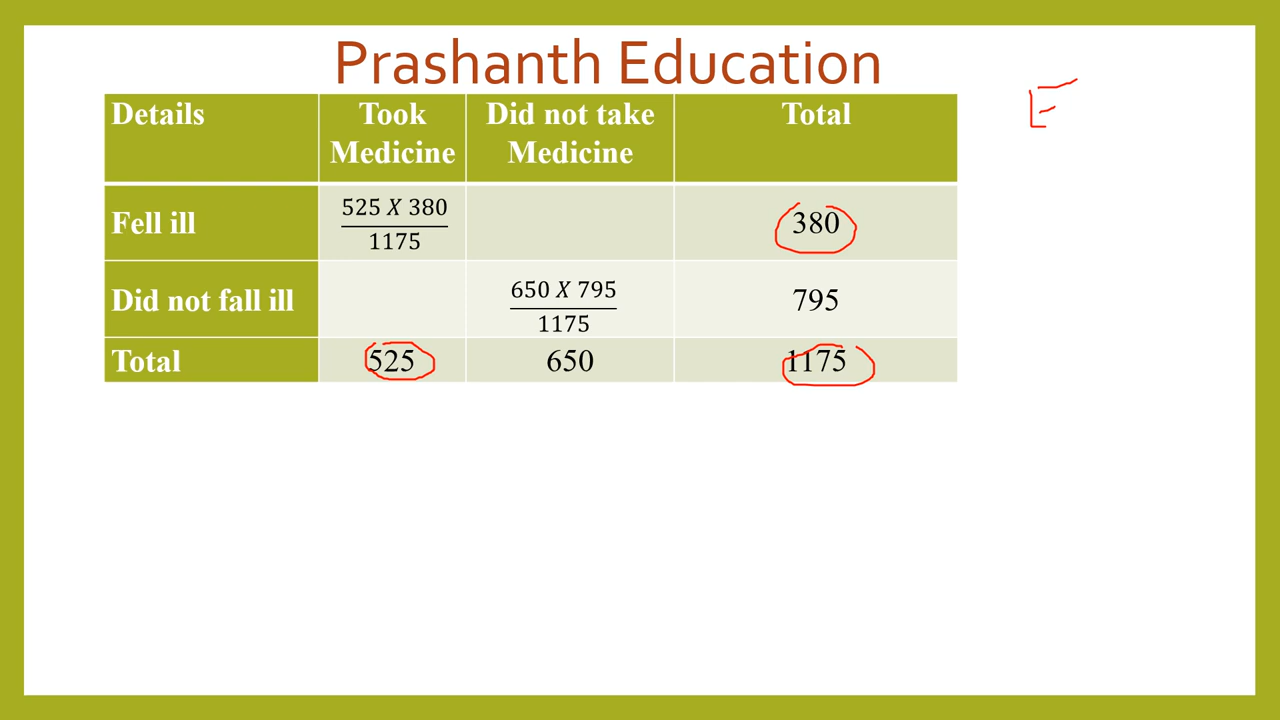 Prashanth Education
E
Details Took Medicine Did not take Medicine Total
Fell ill 525 X 380 / 1175 380
Did not fall ill 650 X 795 / 1175 795
Total 525 650 1175